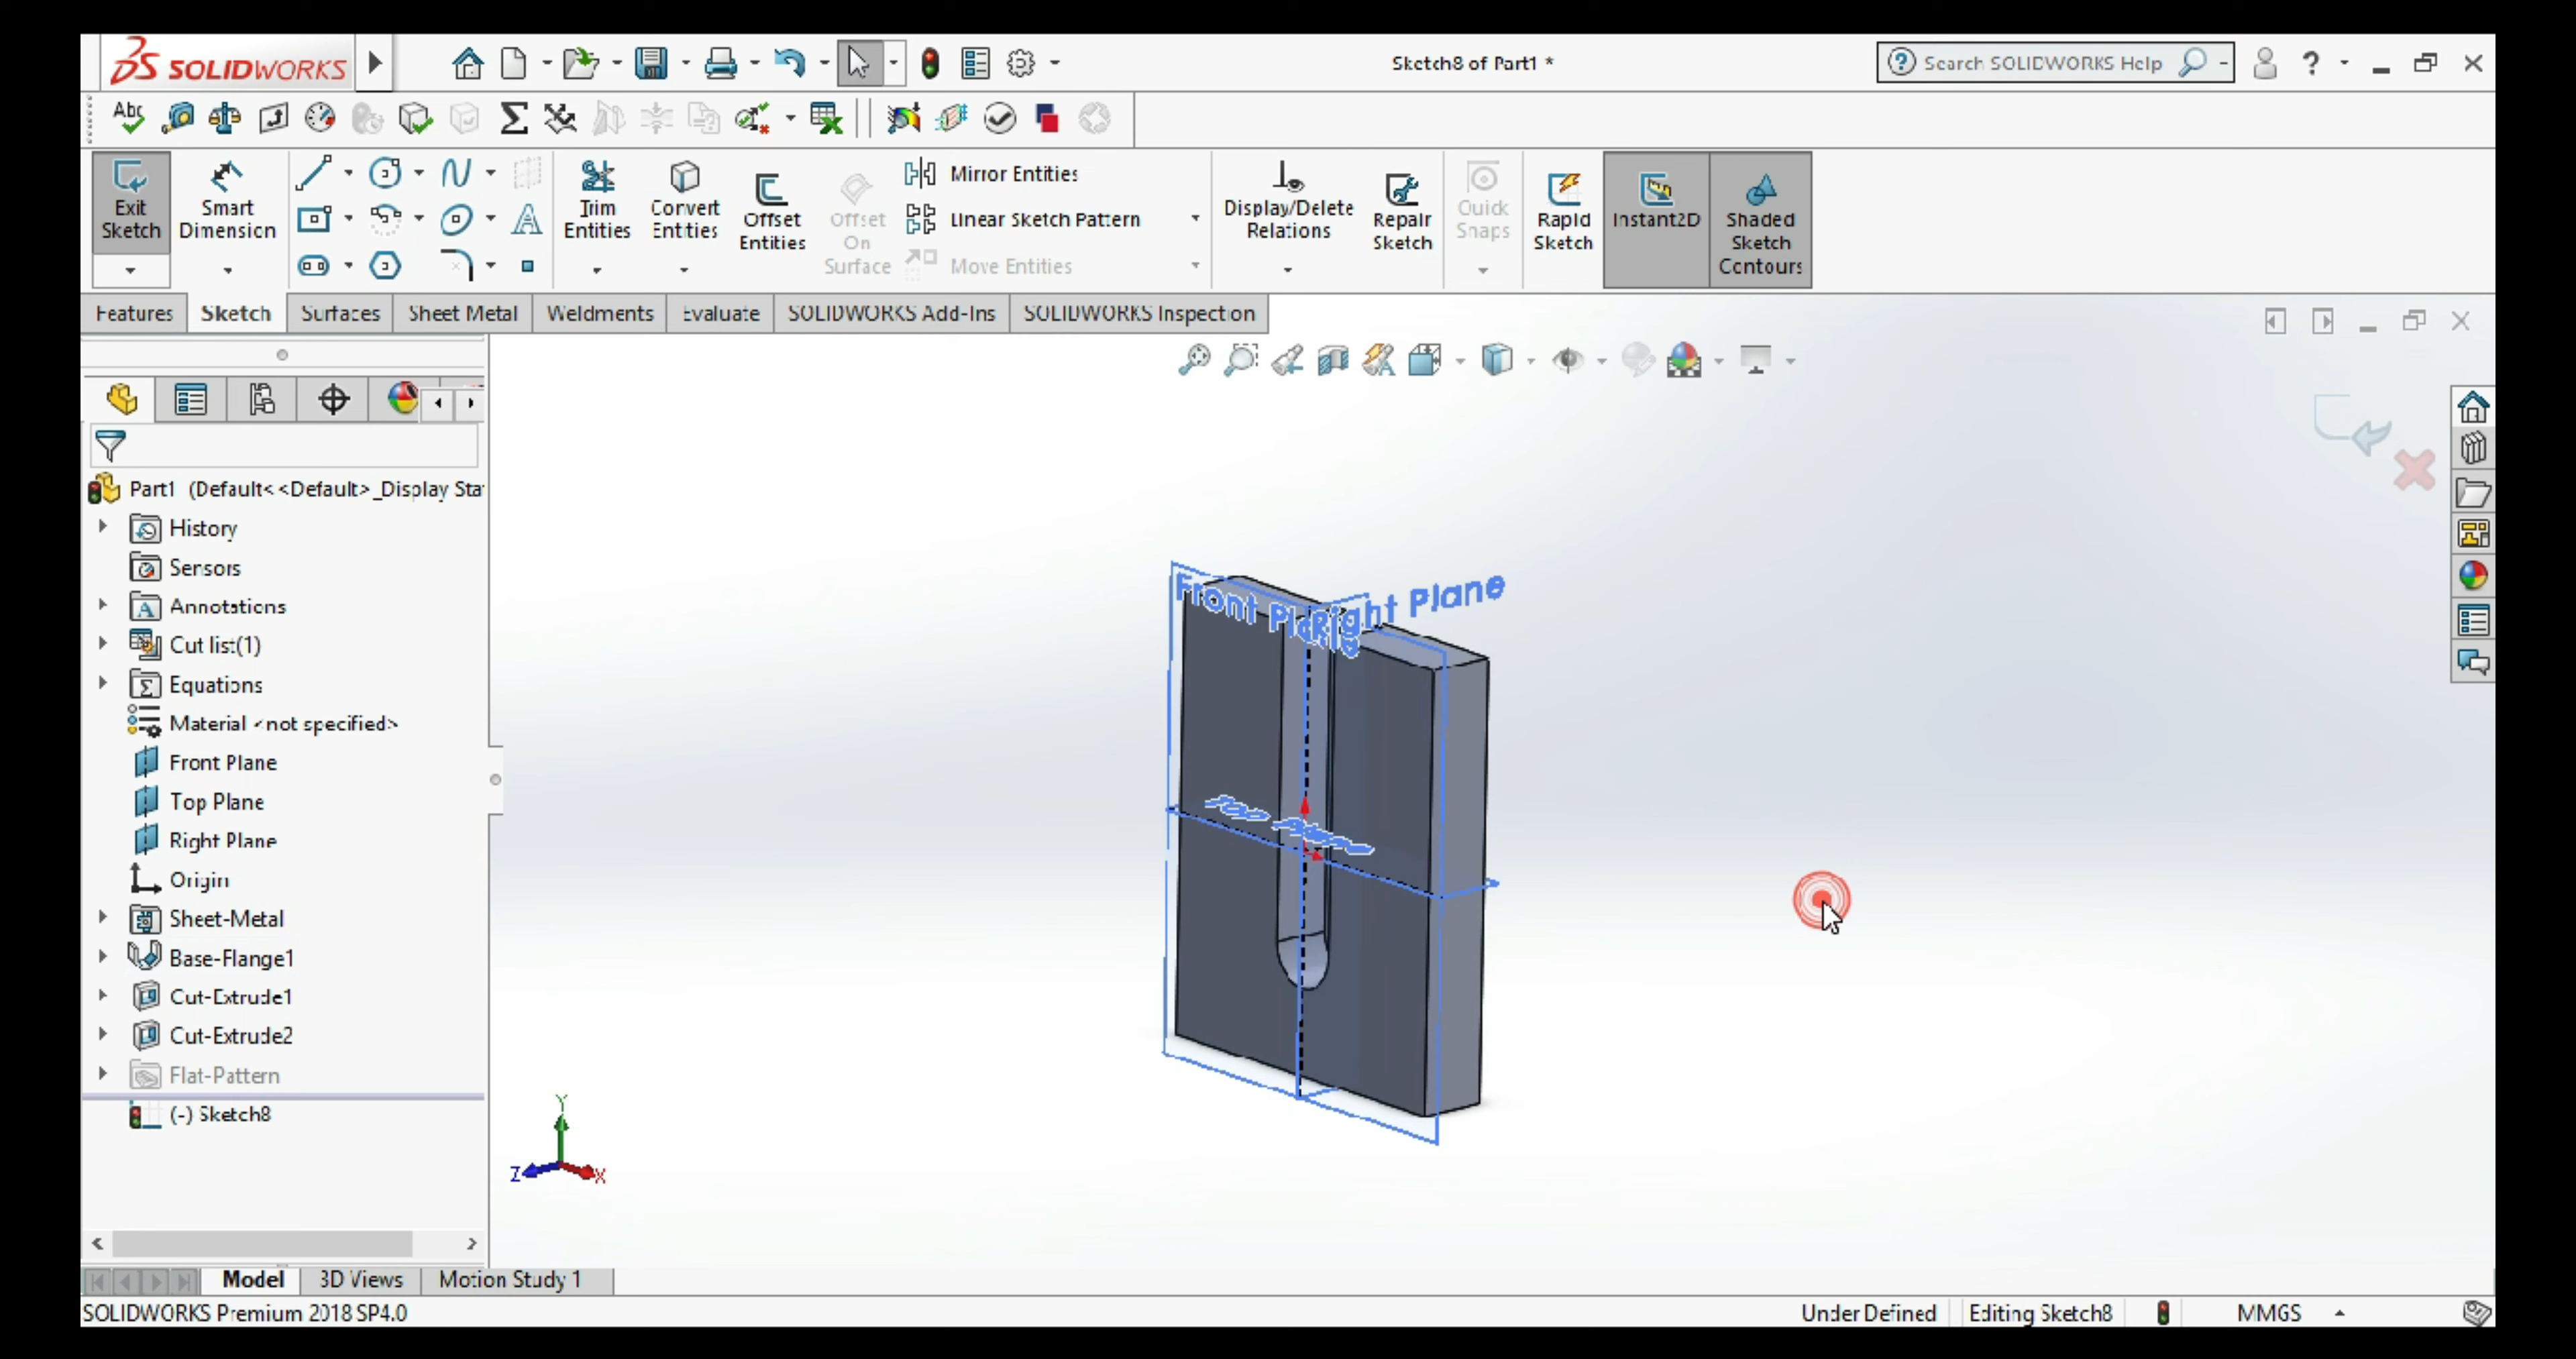 SOLIDWORKS
Sketch8 of Part1 *
Search SOLIDWORKS Help
Abc
Exit Sketch
Smart Dimension
Trim Entities
Convert Entities
Offset Entities
Offset On Surface
Mirror Entities
Linear Sketch Pattern
Move Entities
Display/Delete Relations
Repair Sketch
Quick Snaps
Rapid Sketch
Instant2D
Shaded Sketch Contours
Features
Sketch
Surfaces
Sheet Metal
Weldments
Evaluate
SOLIDWORKS Add-Ins
SOLIDWORKS Inspection
Part1 (Default<<Default>_Display Sta
History
Sensors
Annotations
Cut list(1)
Equations
Material <not specified>
Front Plane
Top Plane
Right Plane
Origin
Sheet-Metal
Base-Flange1
Cut-Extrude1
Cut-Extrude2
Flat-Pattern
(-) Sketch8
Front Pla
Right Plane
Y
Z
X
Model
3D Views
Motion Study 1
SOLIDWORKS Premium 2018 SP4.0
Under Defined
Editing Sketch8
MMGS